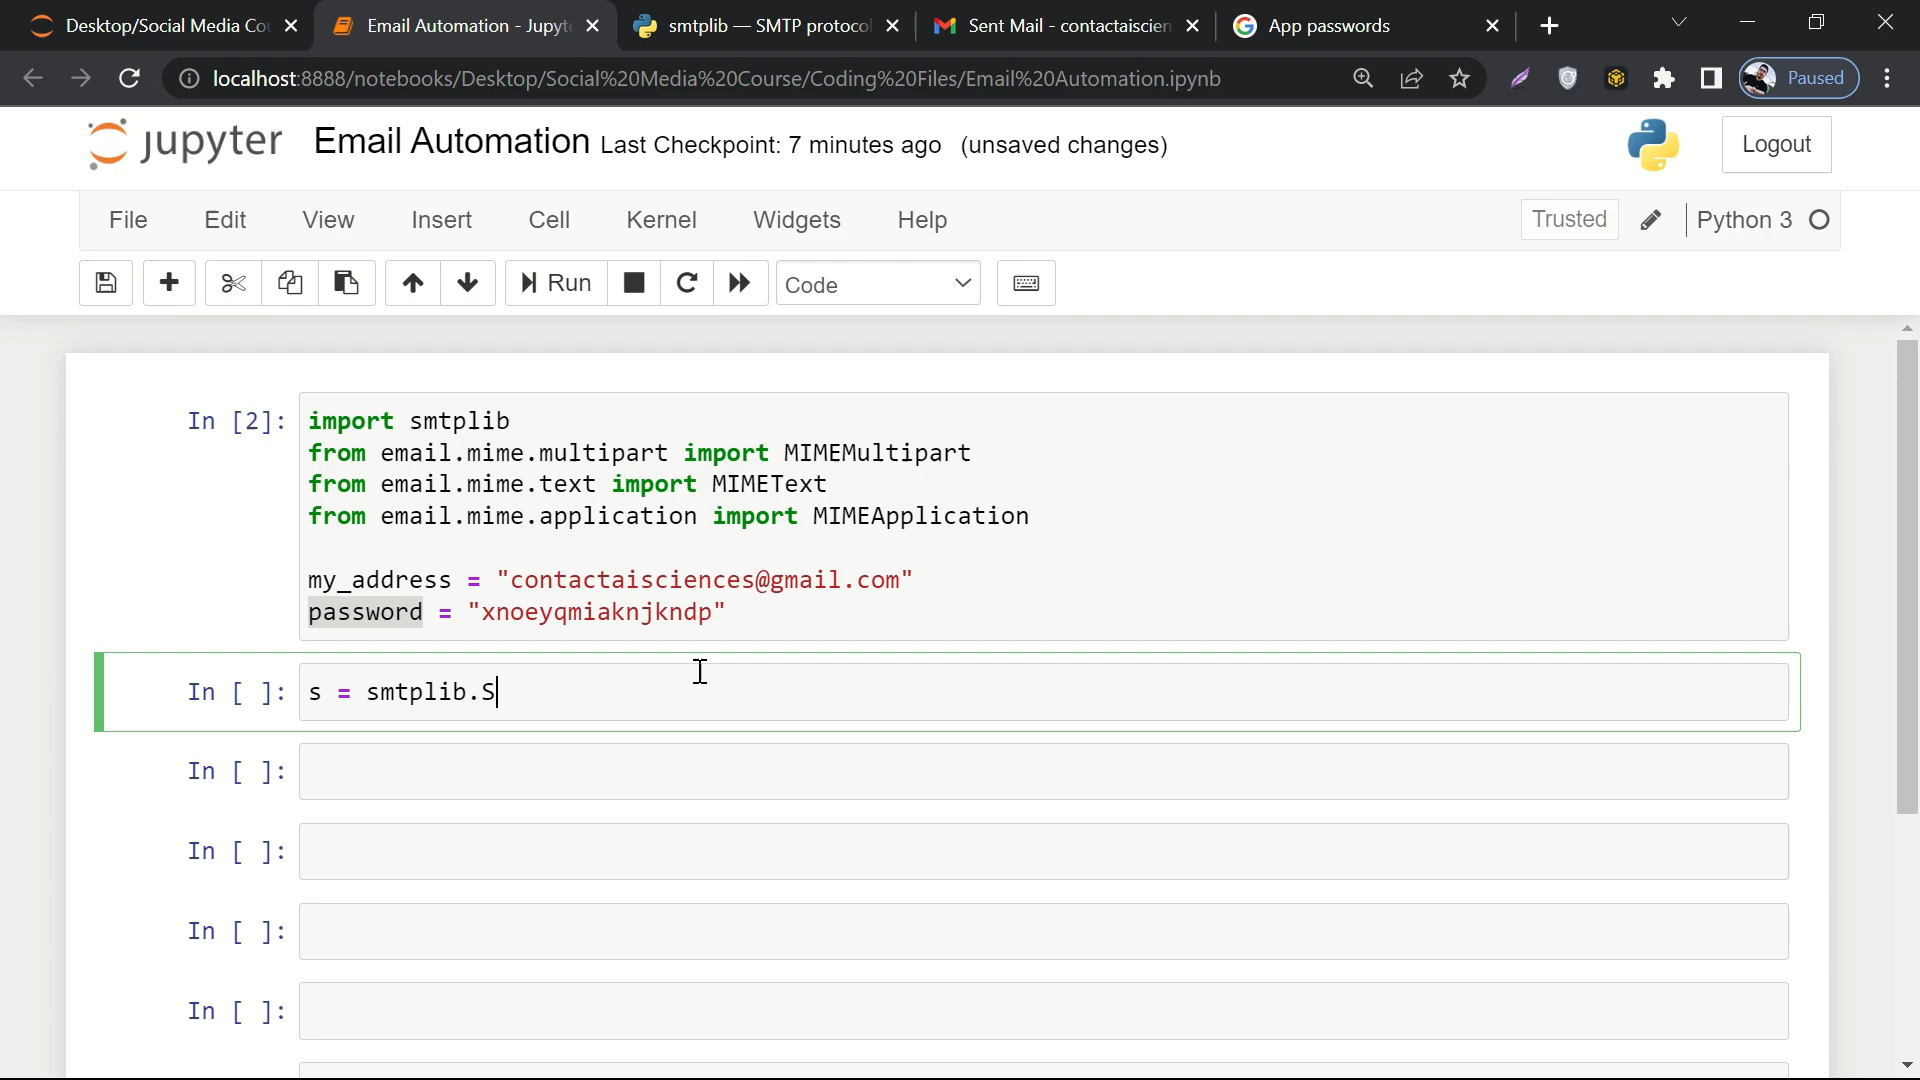 Desktop/Social Media Co
Email Automation - Jupyt
smtplib — SMTP protoco
Sent Mail - contactaiscien
App passwords
localhost:8888/notebooks/Desktop/Social%20Media%20Course/Coding%20Files/Email%20Automation.ipynb
Paused
jupyter Email Automation Last Checkpoint: 7 minutes ago (unsaved changes)
Logout
File Edit View Insert Cell Kernel Widgets Help
Trusted
Python 3
Run
Code
In [2]: import smtplib
from email.mime.multipart import MIMEMultipart
from email.mime.text import MIMEText
from email.mime.application import MIMEApplication
my_address = "contactaisciences@gmail.com"
password = "xnoeyqmiaknjkndp"
In [ ]: s = smtplib.S
In [ ]:
In [ ]:
In [ ]:
In [ ]: